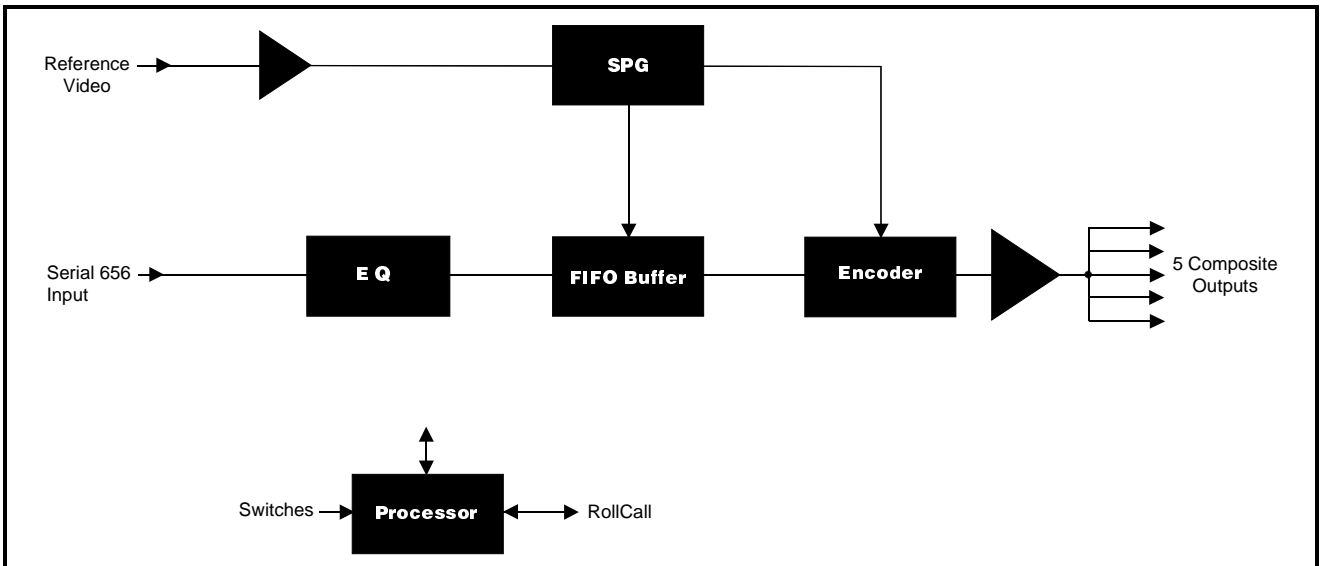 Reference
Video
SPG
Serial 656
Input
E Q
FIFO Buffer
Encoder
5 Composite
Outputs
Switches
Processor
RollCall